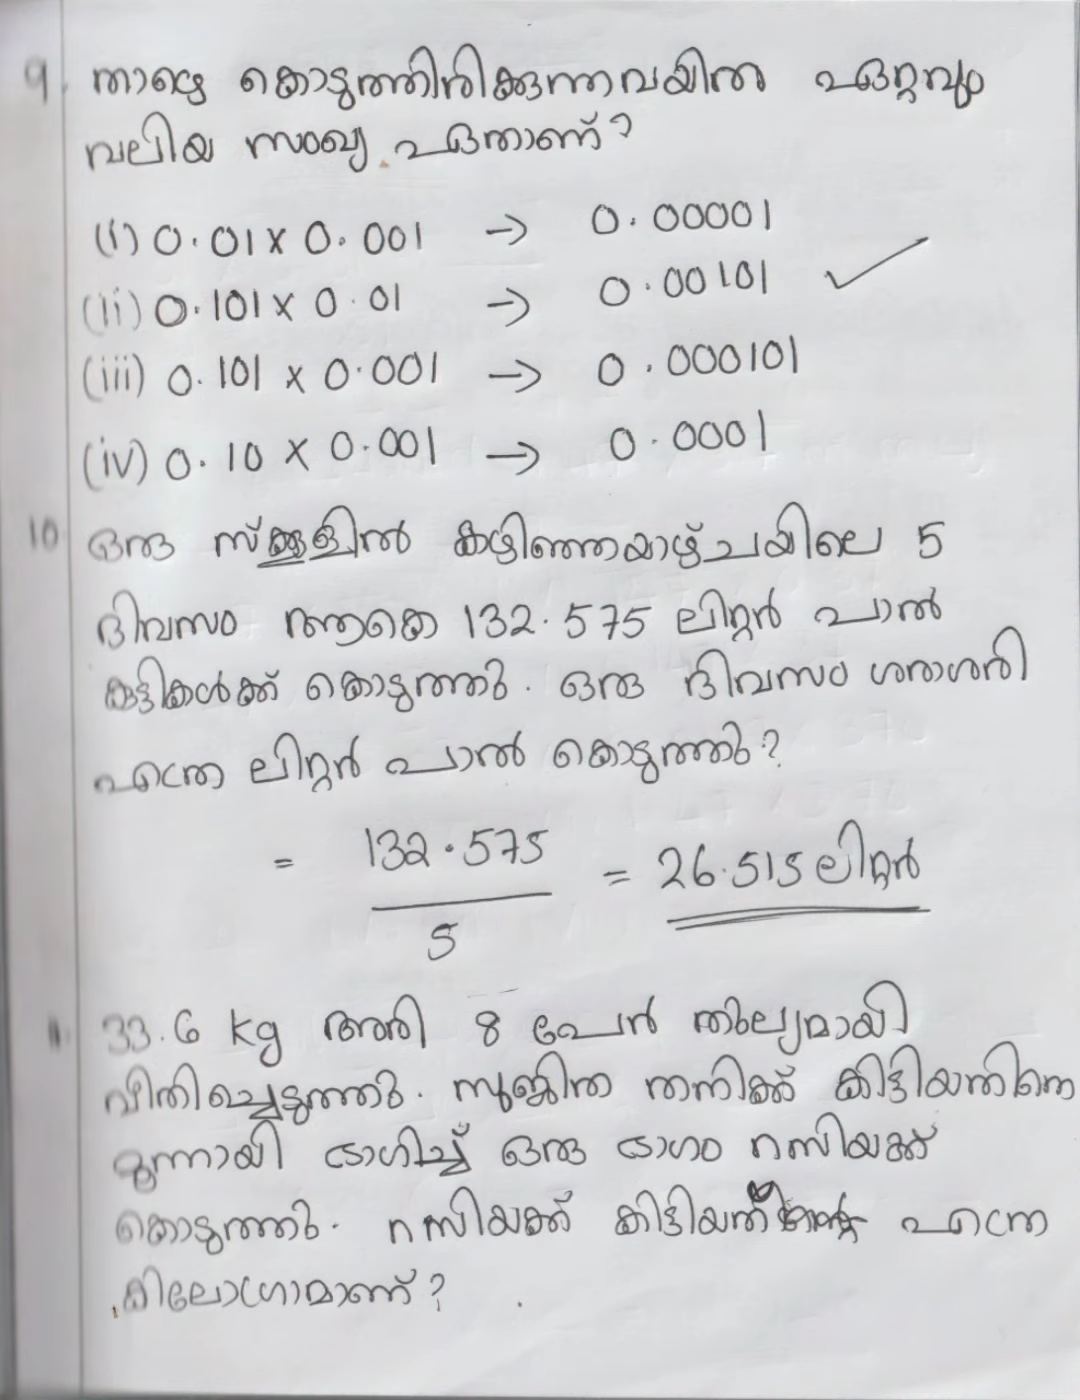 9. താഴെ കൊടുത്തിരിക്കുന്നവയിൽ ഏറ്റവും
വലിയ സംഖ്യ ഏതാണ്?
(i) 0.01 x 0.001 → 0.00001
(ii) 0.101 x 0.01 → 0.00101 ✓
(iii) 0.101 x 0.001 → 0.000101
(iv) 0.10 x 0.001 → 0.0001
10 ഒരു സ്ക്കൂളിൽ കഴിഞ്ഞയാഴ്ചയിലെ 5
ദിവസം ആകെ 132.575 ലിറ്റർ പാൽ
കുട്ടികൾക്ക് കൊടുത്തു. ഒരു ദിവസം ശരാശരി
എത്ര ലിറ്റർ പാൽ കൊടുത്തു?
= 132.575 / 5 = 26.515 ലിറ്റർ
11. 33.6 kg അരി 8 പേർ തുല്യമായി
വീതിച്ചെടുത്തു. സുജിത തനിക്ക് കിട്ടിയതിനെ
മൂന്നായി ഭാഗിച്ച് ഒരു ഭാഗം റസിയക്ക്
കൊടുത്തു. റസിയക്ക് കിട്ടിയത് എത്ര
കിലോഗ്രാമാണ്?